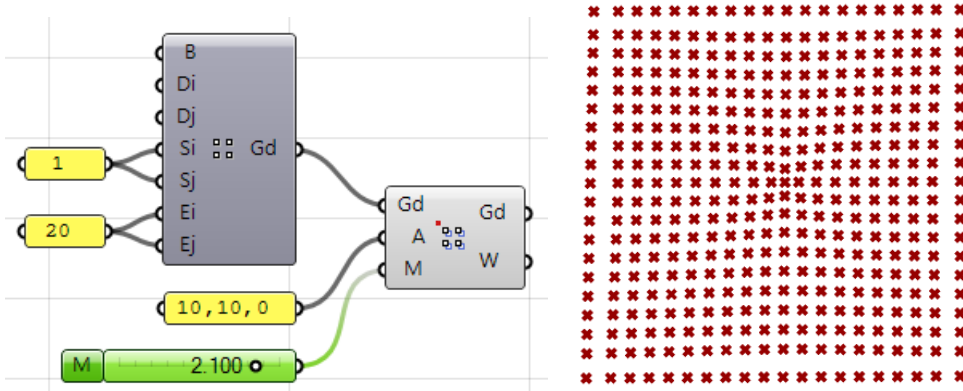 B
Di
Dj
Si Gd
Sj
Ei
Ej
1
20
Gd Gd
A
M W
10,10,0
M 2.100